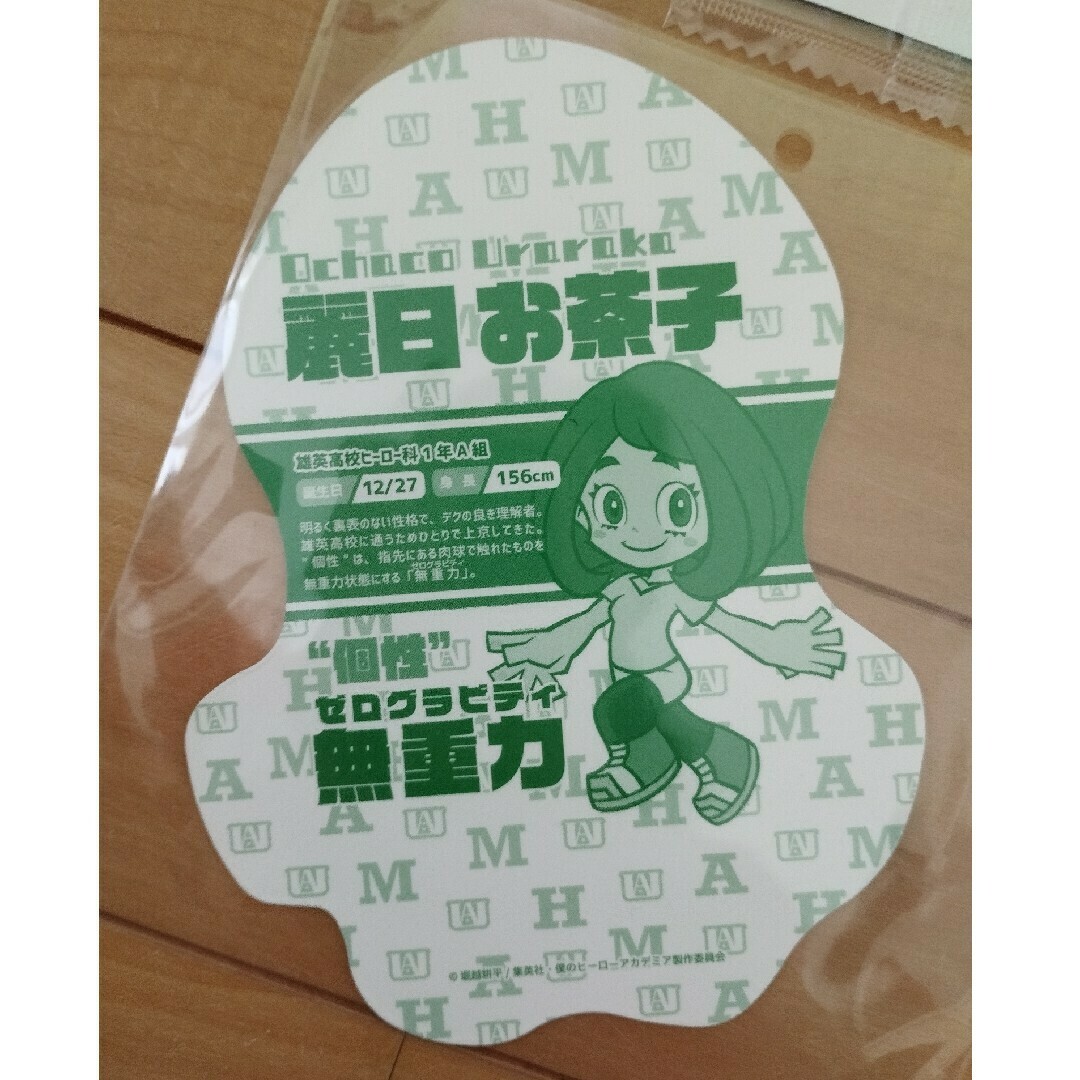 Ochaco Uraraka
麗日 お茶子
雄英高校ヒーロー科1年A組
誕生日 12/27 身長 156cm
明るく裏表のない性格で、デクの良き理解者。
雄英高校に通うためひとりで上京してきた。
"個性"は、指先にある肉球で触れたものを
ゼログラビティ
無重力状態にする「無重力」。
"個性"
ゼログラビティ
無重力
© 堀越耕平/集英社・僕のヒーローアカデミア製作委員会